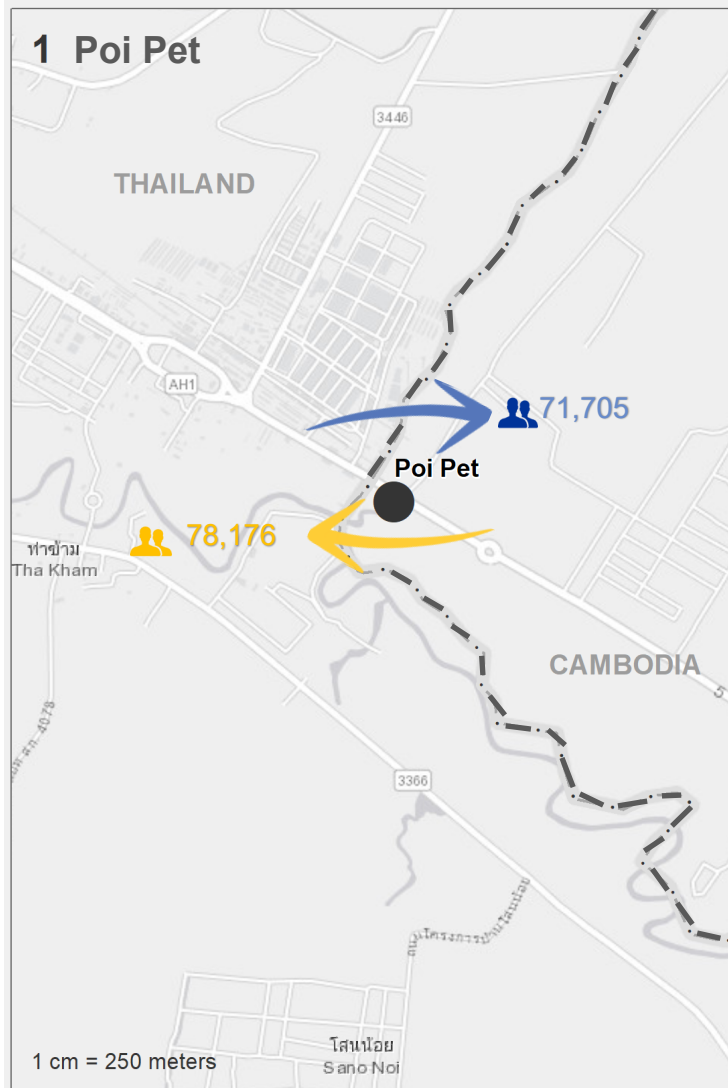 1 Poi Pet
3446
THAILAND
AH1
71,705
Poi Pet
78,176
ท่าข้าม
Tha Kham
CAMBODIA
5
3366
1 cm = 250 meters
โสนน้อย
Sano Noi